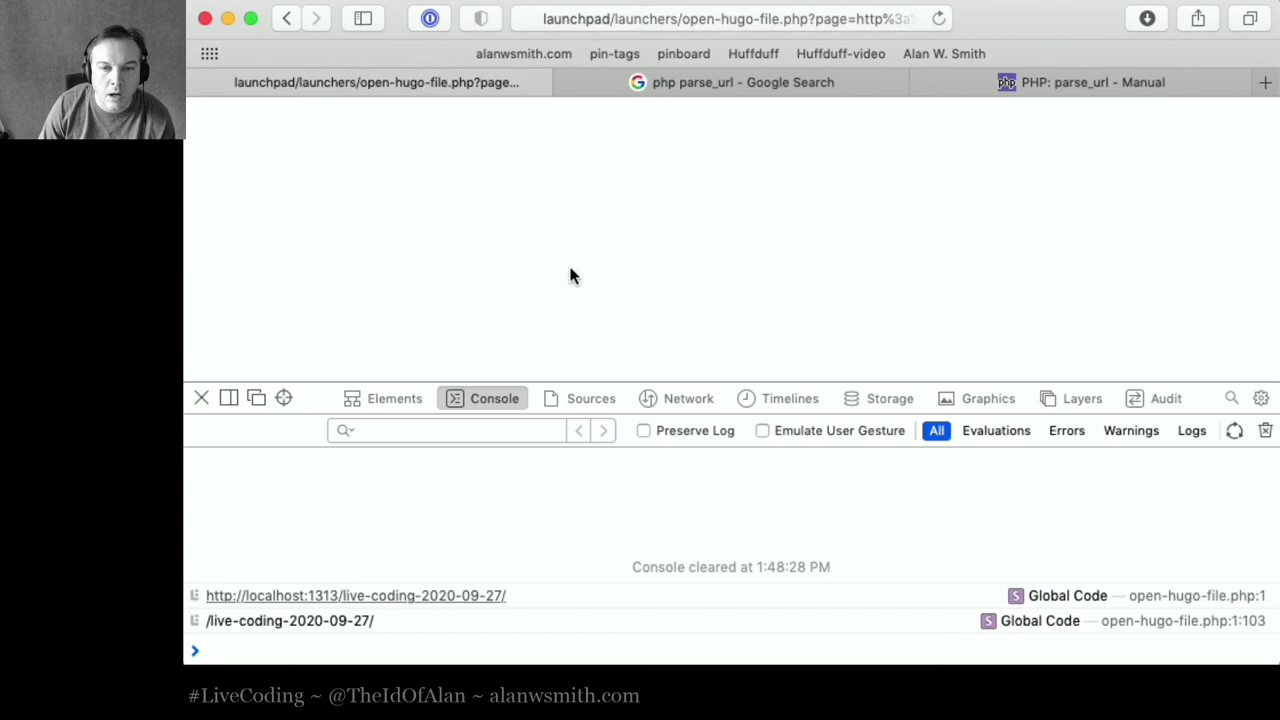 launchpad/launchers/open-hugo-file.php?page=http%3a%
alanwsmith.com pin-tags pinboard Huffduff Huffduff-video Alan W. Smith
launchpad/launchers/open-hugo-file.php?page... php parse_url - Google Search php PHP: parse_url - Manual
Elements Console Sources Network Timelines Storage Graphics Layers Audit
Preserve Log Emulate User Gesture All Evaluations Errors Warnings Logs
Console cleared at 1:48:28 PM
http://localhost:1313/live-coding-2020-09-27/ S Global Code — open-hugo-file.php:1
/live-coding-2020-09-27/ S Global Code — open-hugo-file.php:1:103
#LiveCoding ~ @TheIdOfAlan ~ alanwsmith.com